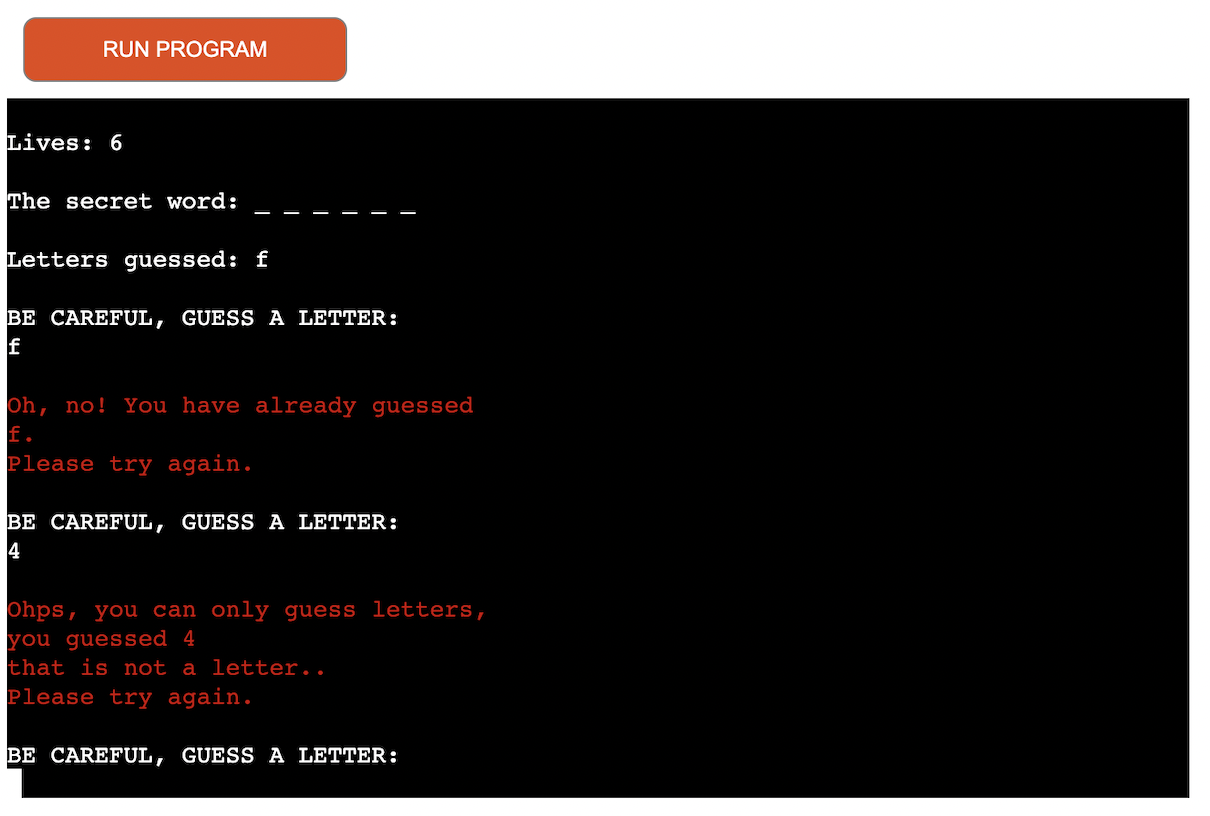 RUN PROGRAM
Lives: 6
The secret word: _ _ _ _ _ _
Letters guessed: f
BE CAREFUL, GUESS A LETTER:
f
Oh, no! You have already guessed
f.
Please try again.
BE CAREFUL, GUESS A LETTER:
4
Ohps, you can only guess letters,
you guessed 4
that is not a letter..
Please try again.
BE CAREFUL, GUESS A LETTER: